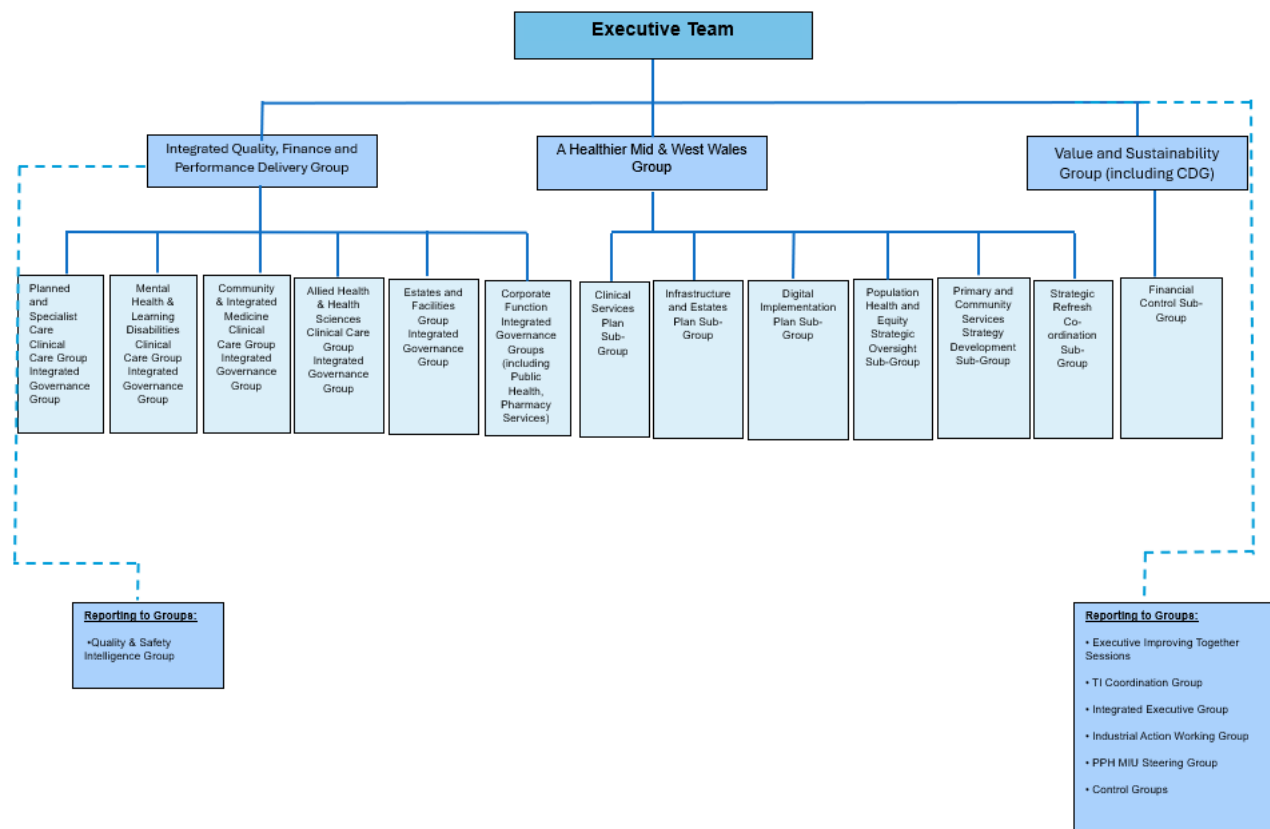 Executive Team
Integrated Quality, Finance and
Performance Delivery Group
A Healthier Mid & West Wales
Group
Value and Sustainability
Group (including CDG)
Planned
and
Specialist
Care
Clinical
Care Group
Integrated
Governance
Group
Mental
Health &
Learning
Disabilities
Clinical
Care Group
Integrated
Governance
Group
Community
& Integrated
Medicine
Clinical
Care Group
Integrated
Governance
Group
Allied Health
& Health
Sciences
Clinical Care
Group
Integrated
Governance
Group
Estates and
Facilities
Group
Integrated
Governance
Group
Corporate
Function
Integrated
Governance
Groups
(including
Public
Health,
Pharmacy
Services)
Clinical
Services
Plan
Sub-
Group
Infrastructure
and Estates
Plan Sub-
Group
Digital
Implementation
Plan Sub-
Group
Population
Health and
Equity
Strategic
Oversight
Sub-Group
Primary and
Community
Services
Strategy
Development
Sub-Group
Strategic
Refresh
Co-
ordination
Sub-
Group
Financial
Control Sub-
Group
Reporting to Groups:
•Quality & Safety
Intelligence Group
Reporting to Groups:
• Executive Improving Together
Sessions
• TI Coordination Group
• Integrated Executive Group
• Industrial Action Working Group
• PPH MIU Steering Group
• Control Groups